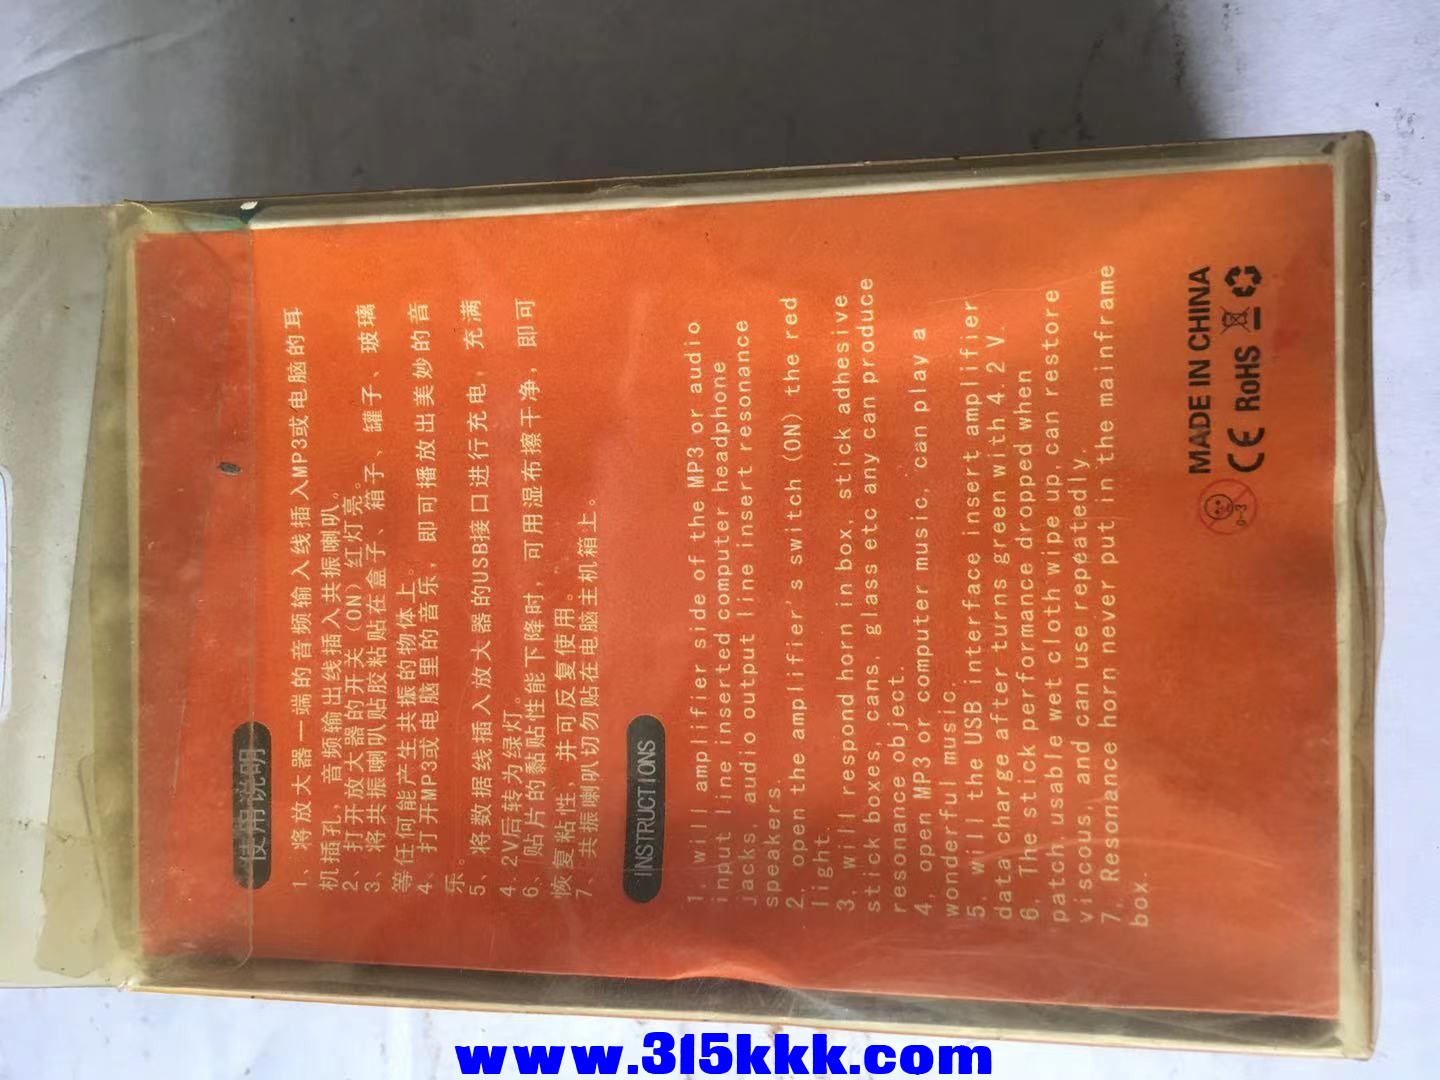 使用说明
1、将放大器一端的音频输入线插入MP3或电脑的耳
机插孔，音频输出线插入共振喇叭。
2、打开放大器的开关（ON）红灯亮。
3、将共振喇叭贴胶粘贴在盒子、箱子、罐子、玻璃
等任何能产生共振的物体上。
4、打开MP3或电脑里的音乐，即可播放出美妙的音
乐。
5、将数据线插入放大器的USB接口进行充电，充满
4.2V后转为绿灯。
6、贴片的黏贴性能下降时，可用湿布擦干净，即可
恢复粘性，并可反复使用。
7、共振喇叭切勿贴在电脑主机箱上。
INSTRUCTIONS
1. will amplifier side of the MP3 or audio
input line inserted computer headphone
jacks, audio output line insert resonance
speakers.
2. open the amplifier's switch (ON) the red
light.
3. will respond horn in box, stick adhesive
stick boxes, cans, glass etc any can produce
resonance object.
4. open MP3 or computer music, can play a
wonderful music.
5. will the USB interface insert amplifier
data charge after turns green with 4.2 V.
6. The stick performance dropped when
patch, usable wet cloth wipe up, can restore
viscous, and can use repeatedly.
7. Resonance horn never put in the mainframe
box.
MADE IN CHINA
0-3 CE RoHS
www.315kkk.com